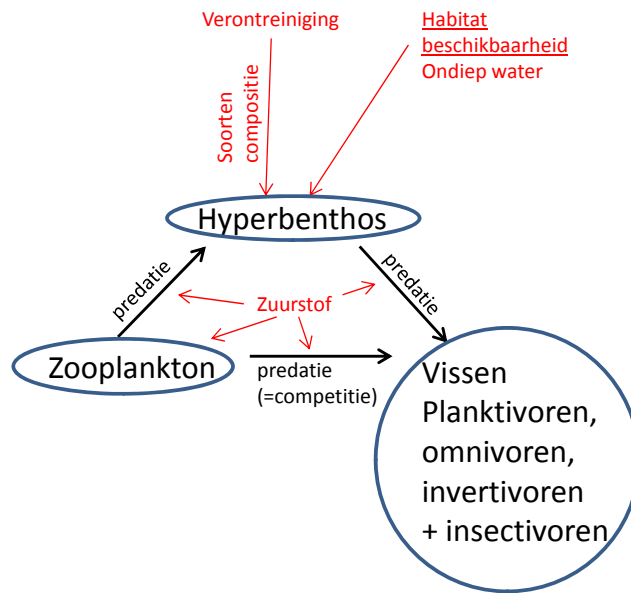 Verontreiniging
Habitat
beschikbaarheid
Ondiep water
Soorten
compositie
Hyperbenthos
predatie
predatie
Zuurstof
Zooplankton
predatie
(=competitie)
Vissen
Planktivoren,
omnivoren,
invertivoren
+ insectivoren